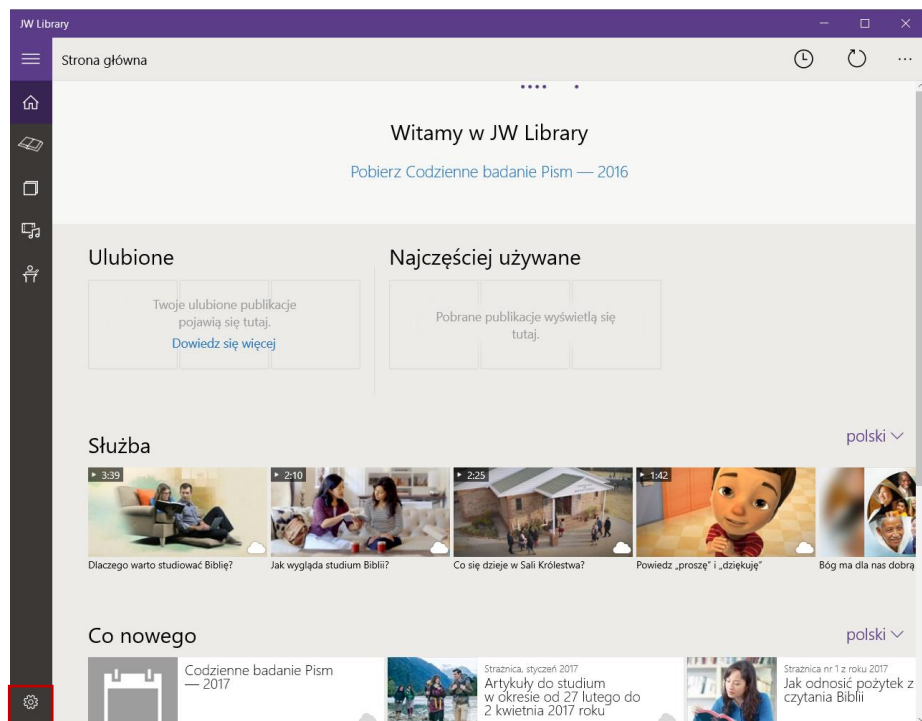 JW Library
Strona główna
Witamy w JW Library
Pobierz Codzienne badanie Pism — 2016
Ulubione
Najczęściej używane
Twoje ulubione publikacje
pojawią się tutaj.
Dowiedz się więcej
Pobrane publikacje wyświetlą się
tutaj.
Służba
polski
3:39
2:10
2:25
1:42
Dlaczego warto studiować Biblię?
Jak wygląda studium Biblii?
Co się dzieje w Sali Królestwa?
Powiedz „proszę” i „dziękuję”
Bóg ma dla nas dobrą
Co nowego
polski
Codzienne badanie Pism
— 2017
Strażnica, styczeń 2017
Artykuły do studium
w okresie od 27 lutego do
2 kwietnia 2017 roku
Strażnica nr 1 z roku 2017
Jak odnosić pożytek z
czytania Biblii